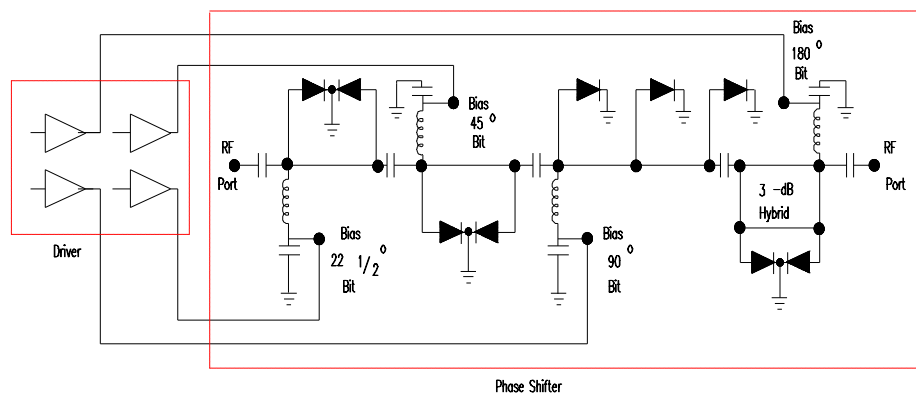 Bias
180 °
Bit
Bias
45 °
Bit
RF
Port
RF
Port
3 -dB
Hybrid
Bias
22 1/2 °
Bit
Bias
90 °
Bit
Driver
Phase Shifter